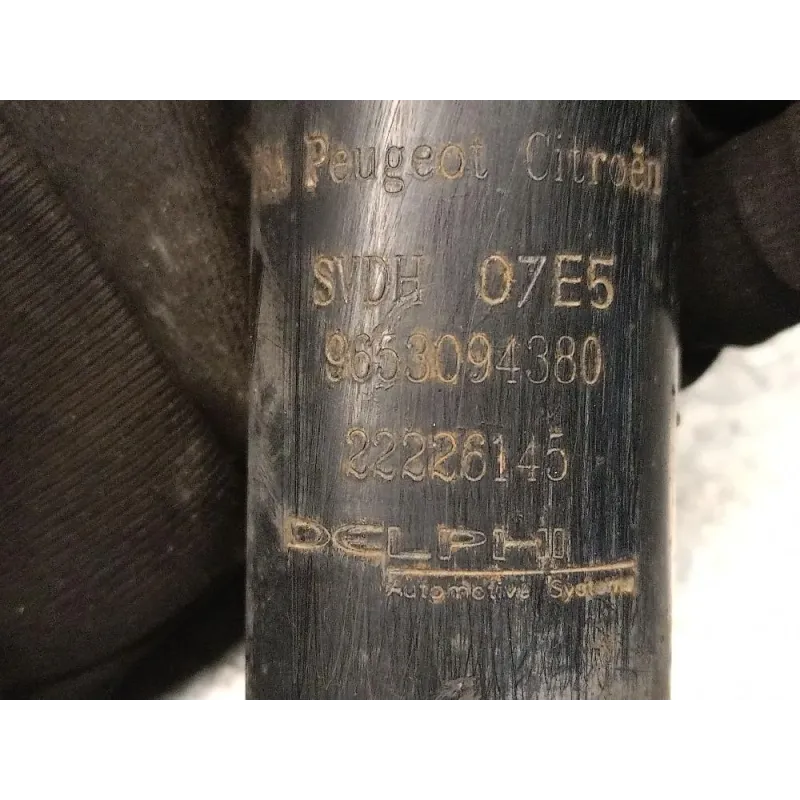 Peugeot Citroën
SVDH 07E5
9653094380
22226145
DELPHI
Automotive Systems